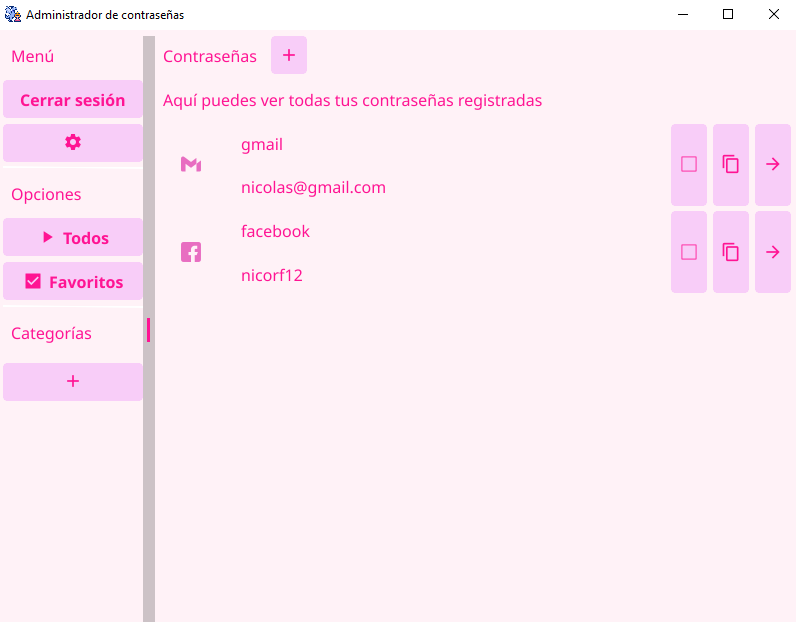 Administrador de contraseñas
Menú
Cerrar sesión
Opciones
Todos
Favoritos
Categorías
Contraseñas
Aquí puedes ver todas tus contraseñas registradas
gmail
nicolas@gmail.com
facebook
nicorf12